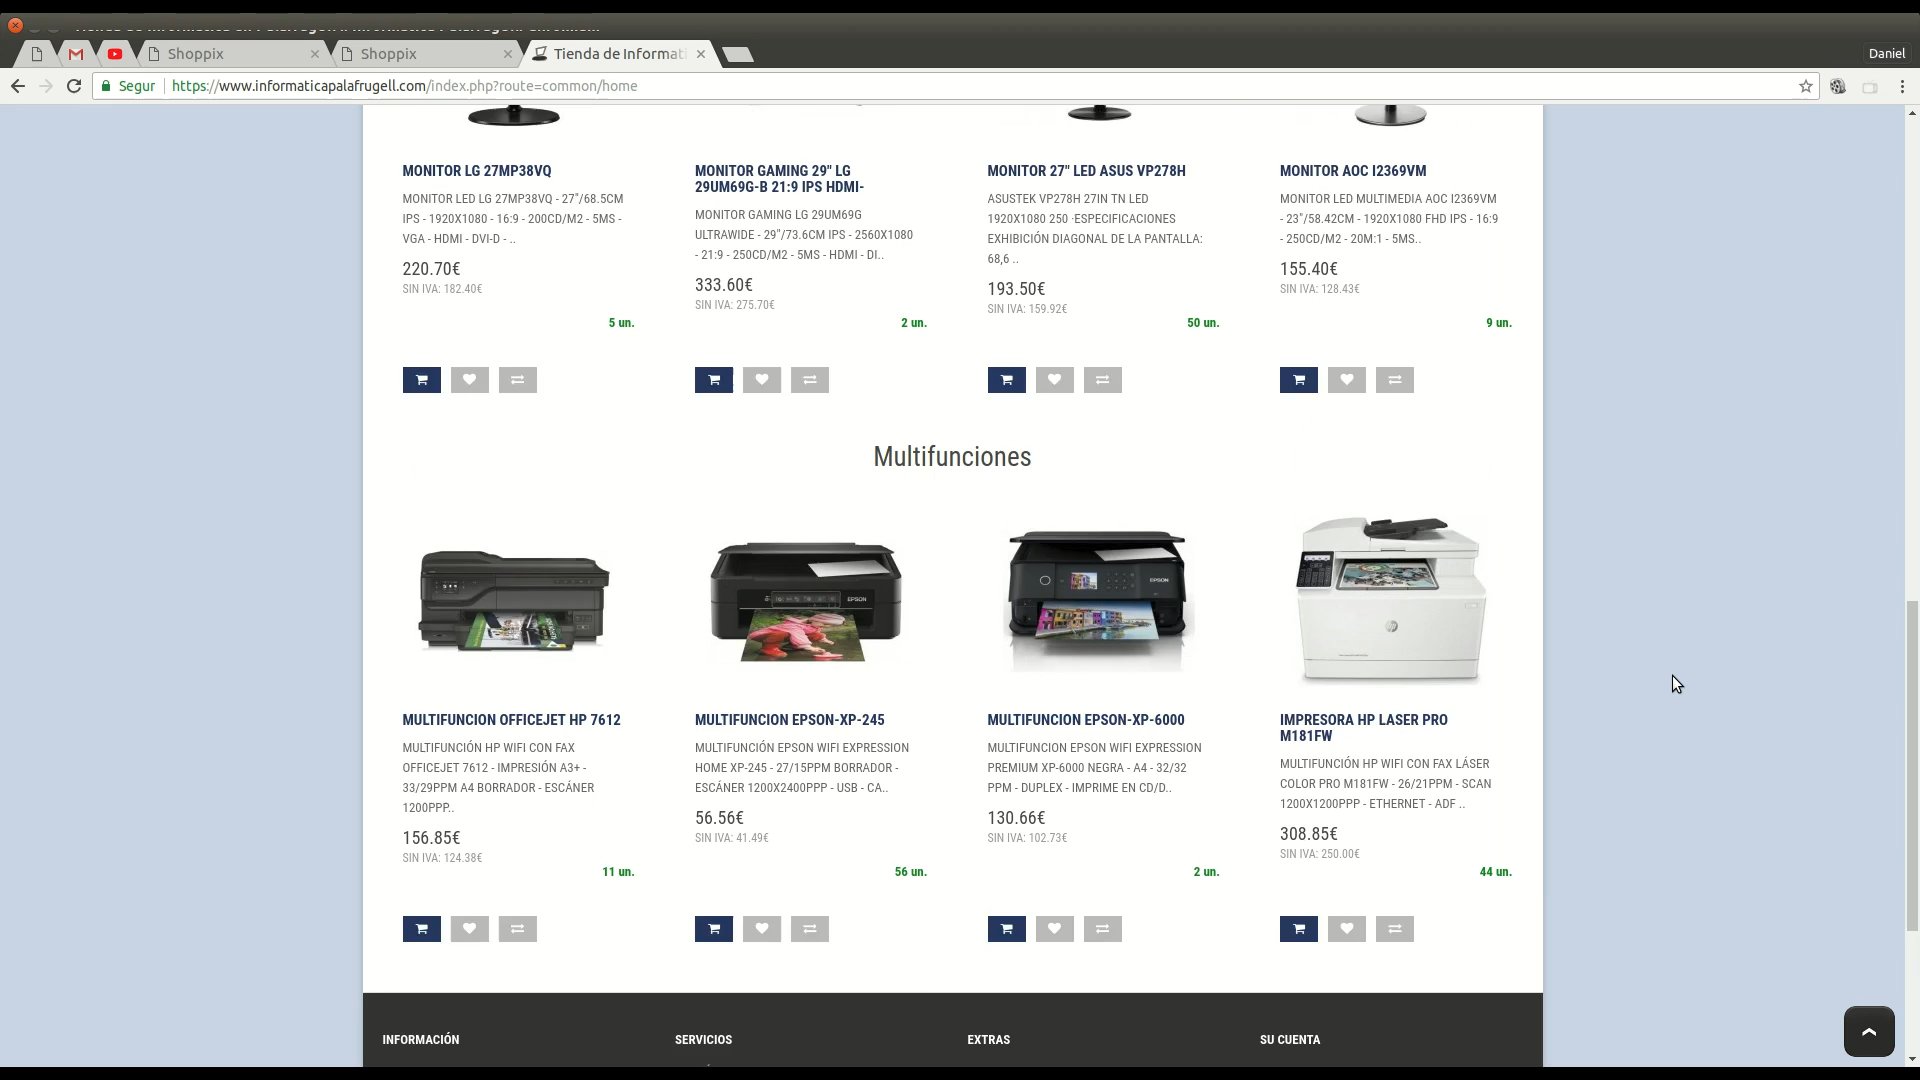 Shoppix
Shoppix
Tienda de Informati
Daniel
Segur
https://www.informaticapalafrugell.com/index.php?route=common/home
MONITOR LG 27MP38VQ
MONITOR LED LG 27MP38VQ - 27"/68.5CM
IPS - 1920X1080 - 16:9 - 200CD/M2 - 5MS -
VGA - HDMI - DVI-D - ..
220.70€
SIN IVA: 182.40€
5 un.
MONITOR GAMING 29" LG
29UM69G-B 21:9 IPS HDMI-
MONITOR GAMING LG 29UM69G
ULTRAWIDE - 29"/73.6CM IPS - 2560X1080
- 21:9 - 250CD/M2 - 5MS - HDMI - DI..
333.60€
SIN IVA: 275.70€
2 un.
MONITOR 27" LED ASUS VP278H
ASUSTEK VP278H 27IN TN LED
1920X1080 250 ·ESPECIFICACIONES
EXHIBICIÓN DIAGONAL DE LA PANTALLA:
68,6 ..
193.50€
SIN IVA: 159.92€
50 un.
MONITOR AOC I2369VM
MONITOR LED MULTIMEDIA AOC I2369VM
- 23"/58.42CM - 1920X1080 FHD IPS - 16:9
- 250CD/M2 - 20M:1 - 5MS..
155.40€
SIN IVA: 128.43€
9 un.
Multifunciones
EPSON
EPSON
hp
MULTIFUNCION OFFICEJET HP 7612
MULTIFUNCIÓN HP WIFI CON FAX
OFFICEJET 7612 - IMPRESIÓN A3+ -
33/29PPM A4 BORRADOR - ESCÁNER
1200PPP..
156.85€
SIN IVA: 124.38€
11 un.
MULTIFUNCION EPSON-XP-245
MULTIFUNCIÓN EPSON WIFI EXPRESSION
HOME XP-245 - 27/15PPM BORRADOR -
ESCÁNER 1200X2400PPP - USB - CA..
56.56€
SIN IVA: 41.49€
56 un.
MULTIFUNCION EPSON-XP-6000
MULTIFUNCION EPSON WIFI EXPRESSION
PREMIUM XP-6000 NEGRA - A4 - 32/32
PPM - DUPLEX - IMPRIME EN CD/D..
130.66€
SIN IVA: 102.73€
2 un.
IMPRESORA HP LASER PRO
M181FW
MULTIFUNCIÓN HP WIFI CON FAX LÁSER
COLOR PRO M181FW - 26/21PPM - SCAN
1200X1200PPP - ETHERNET - ADF ..
308.85€
SIN IVA: 250.00€
44 un.
INFORMACIÓN
SERVICIOS
EXTRAS
SU CUENTA